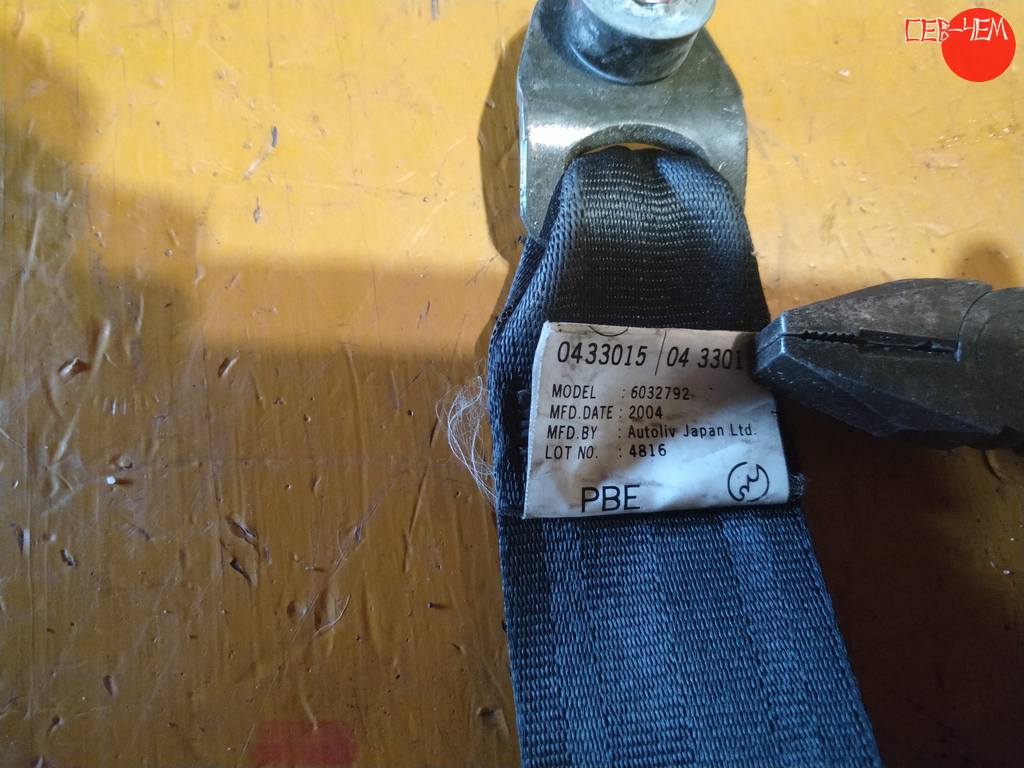 СЕВ-ЧЕМ
0433015 / 04 3301
MODEL : 6032792
MFD.DATE : 2004
MFD.BY : Autoliv Japan Ltd.
LOT NO. : 4816
PBE